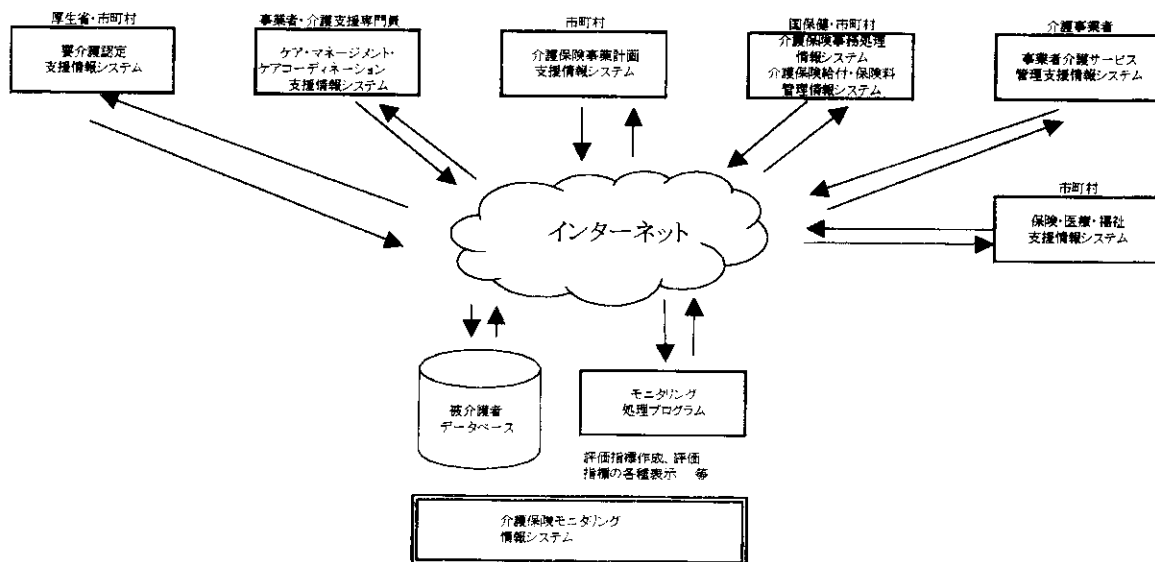 厚生省・市町村
要介護認定
支援情報システム
事業者・介護支援専門員
ケア・マネージメント・
ケアコーディネーション
支援情報システム
市町村
介護保険事業計画
支援情報システム
国保健・市町村
介護保険事務処理
情報システム
介護保険給付・保険料
管理情報システム
介護事業者
事業者介護サービス
管理支援情報システム
市町村
保険・医療・福祉
支援情報システム
インターネット
被介護者
データベース
モニタリング
処理プログラム
評価指標作成、評価
指標の各種表示 等
介護保険モニタリング
情報システム